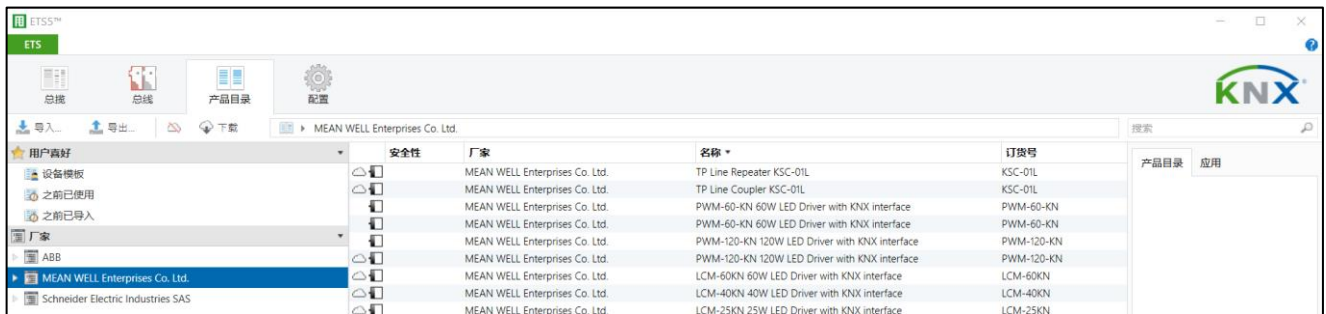 ETS5™
ETS
总揽 总线 产品目录 配置
KNX
导入... 导出... 下载 MEAN WELL Enterprises Co. Ltd. 搜索
用户喜好 安全性 厂家 名称 订货号 产品目录 应用
设备模板 MEAN WELL Enterprises Co. Ltd. TP Line Repeater KSC-01L KSC-01L
MEAN WELL Enterprises Co. Ltd. TP Line Coupler KSC-01L KSC-01L
之前已使用 MEAN WELL Enterprises Co. Ltd. PWM-60-KN 60W LED Driver with KNX interface PWM-60-KN
之前已导入 MEAN WELL Enterprises Co. Ltd. PWM-60-KN 60W LED Driver with KNX interface PWM-60-KN
厂家 MEAN WELL Enterprises Co. Ltd. PWM-120-KN 120W LED Driver with KNX interface PWM-120-KN
ABB MEAN WELL Enterprises Co. Ltd. PWM-120-KN 120W LED Driver with KNX interface PWM-120-KN
MEAN WELL Enterprises Co. Ltd. MEAN WELL Enterprises Co. Ltd. LCM-60KN 60W LED Driver with KNX interface LCM-60KN
Schneider Electric Industries SAS MEAN WELL Enterprises Co. Ltd. LCM-40KN 40W LED Driver with KNX interface LCM-40KN
MEAN WELL Enterprises Co. Ltd. LCM-25KN 25W LED Driver with KNX interface LCM-25KN